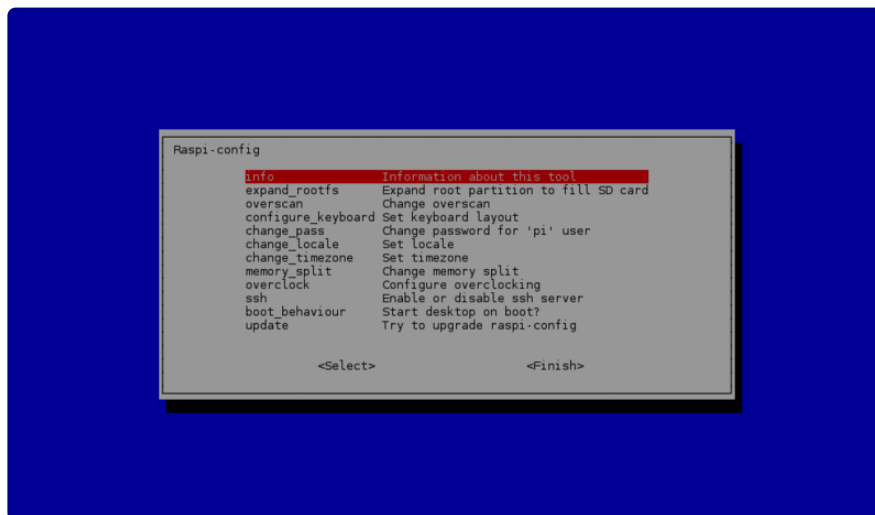 Raspi-config
info Information about this tool
expand_rootfs Expand root partition to fill SD card
overscan Change overscan
configure_keyboard Set keyboard layout
change_pass Change password for 'pi' user
change_locale Set locale
change_timezone Set timezone
memory_split Change memory split
overclock Configure overclocking
ssh Enable or disable ssh server
boot_behaviour Start desktop on boot?
update Try to upgrade raspi-config
<Select> <Finish>